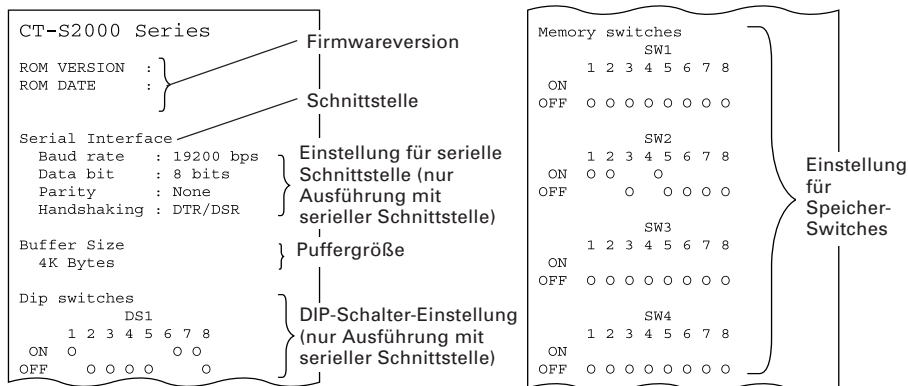 CT-S2000 Series
Firmwareversion
ROM VERSION :
ROM DATE :
Schnittstelle
Serial Interface
Baud rate : 19200 bps
Data bit : 8 bits
Parity : None
Handshaking : DTR/DSR
Einstellung für serielle
Schnittstelle (nur
Ausführung mit
serieller Schnittstelle)
Buffer Size
4K Bytes
Puffergröße
Dip switches
DS1
1 2 3 4 5 6 7 8
ON O O O
OFF O O O O O
DIP-Schalter-Einstellung
(nur Ausführung mit
serieller Schnittstelle)
Memory switches
SW1
1 2 3 4 5 6 7 8
ON
OFF O O O O O O O O
SW2
1 2 3 4 5 6 7 8
ON O O O
OFF O O O O O
SW3
1 2 3 4 5 6 7 8
ON
OFF O O O O O O O O
SW4
1 2 3 4 5 6 7 8
ON
OFF O O O O O O O O
Einstellung
für
Speicher-
Switches